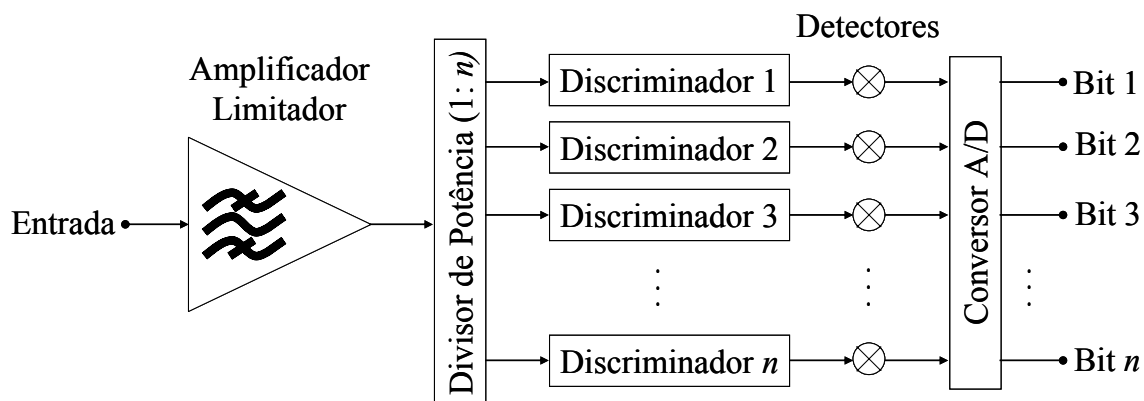 Detectores
Amplificador
Limitador
Entrada
Divisor de Potência (1: n)
Discriminador 1
Discriminador 2
Discriminador 3
Discriminador n
Conversor A/D
Bit 1
Bit 2
Bit 3
Bit n